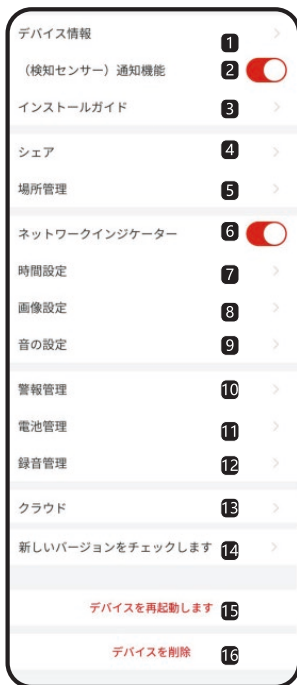 デバイス情報 1
（検知センサー）通知機能 2
インストールガイド 3
シェア 4
場所管理 5
ネットワークインジケーター 6
時間設定 7
画像設定 8
音の設定 9
警報管理 10
電池管理 11
録音管理 12
クラウド 13
新しいバージョンをチェックします 14
デバイスを再起動します 15
デバイスを削除 16